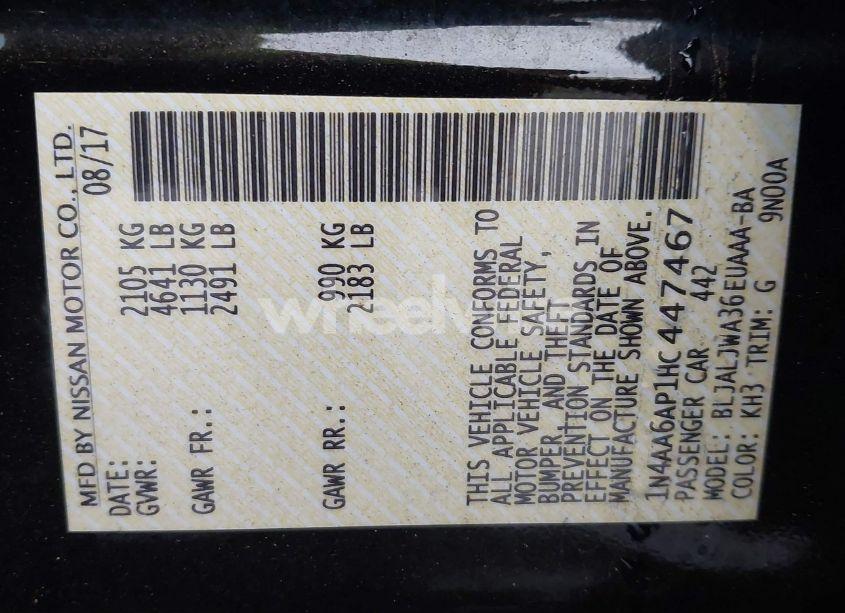 MFD BY NISSAN MOTOR CO., LTD.
DATE: 08/17
GVWR: 2105 KG
4641 LB
GAWR FR.: 1130 KG
2491 LB
GAWR RR.: 990 KG
2183 LB
THIS VEHICLE CONFORMS TO
ALL APPLICABLE FEDERAL
MOTOR VEHICLE SAFETY,
BUMPER, AND THEFT
PREVENTION STANDARDS IN
EFFECT ON THE DATE OF
MANUFACTURE SHOWN ABOVE.
1N4AA6AP1HC447467
PASSENGER CAR 442
MODEL: BLJALJWA36EUAAA-BA
COLOR: KH3 TRIM: G 9N00A